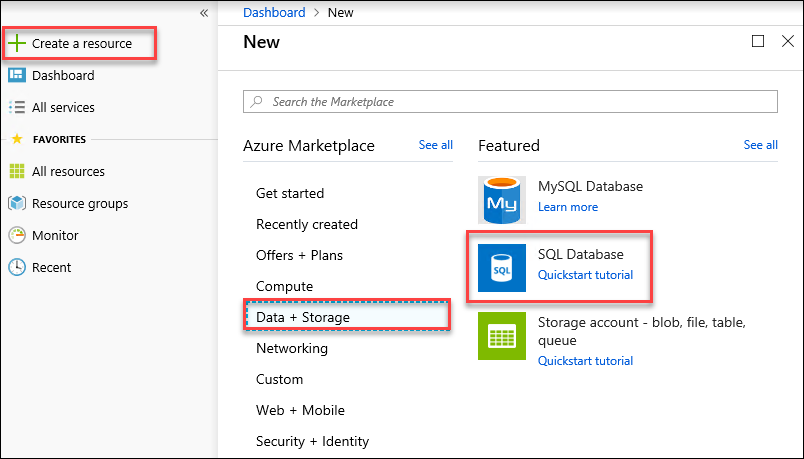 «
Create a resource
Dashboard
All services
FAVORITES
All resources
Resource groups
Monitor
Recent
Dashboard > New
New
Search the Marketplace
Azure Marketplace
See all
Get started
Recently created
Offers + Plans
Compute
Data + Storage
Networking
Custom
Web + Mobile
Security + Identity
Featured
See all
My
MySQL Database
Learn more
SQL
SQL Database
Quickstart tutorial
Storage account - blob, file, table,
queue
Quickstart tutorial